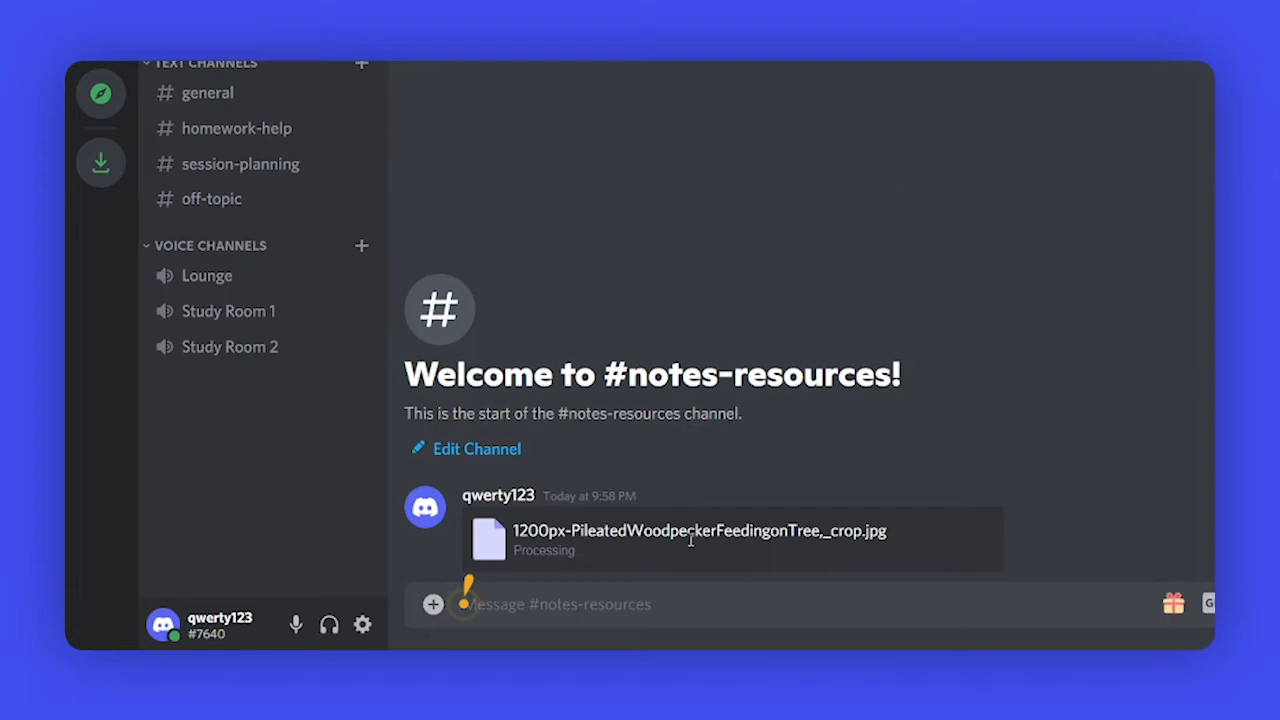 TEXT CHANNELS
general
homework-help
session-planning
off-topic
VOICE CHANNELS
Lounge
Study Room 1
Study Room 2
qwerty123
#7640
Welcome to #notes-resources!
This is the start of the #notes-resources channel.
Edit Channel
qwerty123 Today at 9:58 PM
1200px-PileatedWoodpeckerFeedingonTree,_crop.jpg
Processing
Message #notes-resources